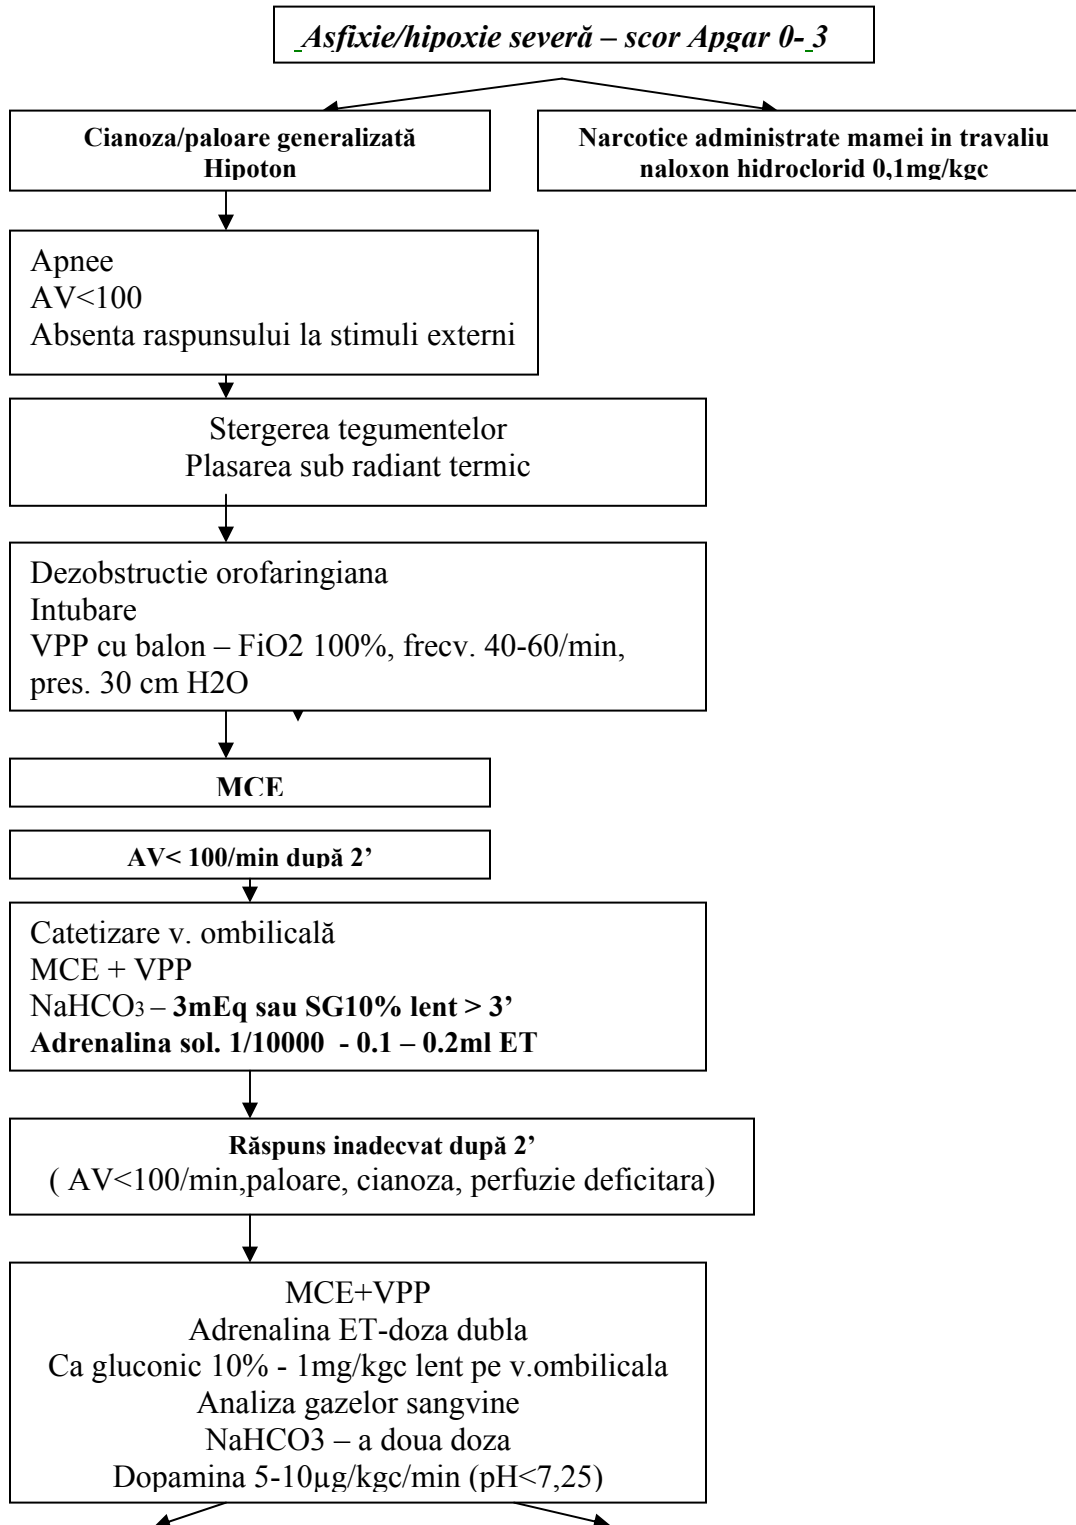 Asfixie/hipoxie severă – scor Apgar 0- 3
Cianoza/paloare generalizată
Hipoton
Narcotice administrate mamei in travaliu
naloxon hidroclorid 0,1mg/kgc
Apnee
AV<100
Absenta raspunsului la stimuli externi
Stergerea tegumentelor
Plasarea sub radiant termic
Dezobstructie orofaringiana
Intubare
VPP cu balon – FiO2 100%, frecv. 40-60/min,
pres. 30 cm H2O
MCE
AV< 100/min după 2’
Catetizare v. ombilicală
MCE + VPP
NaHCO3 – 3mEq sau SG10% lent > 3’
Adrenalina sol. 1/10000 - 0.1 – 0.2ml ET
Răspuns inadecvat după 2’
( AV<100/min,paloare, cianoza, perfuzie deficitara)
MCE+VPP
Adrenalina ET-doza dubla
Ca gluconic 10% - 1mg/kgc lent pe v.ombilicala
Analiza gazelor sangvine
NaHCO3 – a doua doza
Dopamina 5-10µg/kgc/min (pH<7,25)